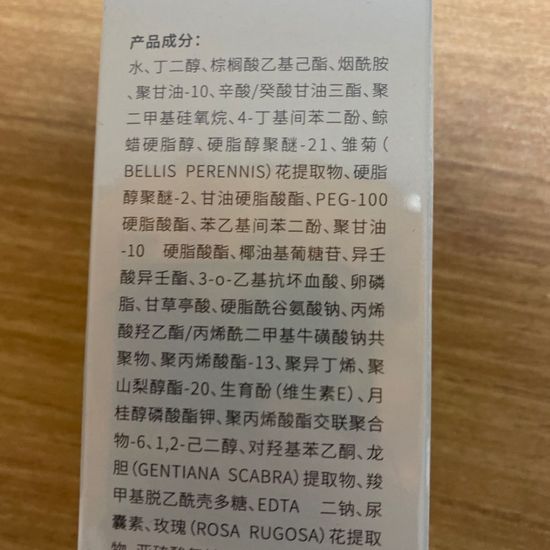 产品成分:
水、丁二醇、棕榈酸乙基己酯、烟酰胺
、聚甘油-10、辛酸/癸酸甘油三酯、聚
二甲基硅氧烷、4-丁基间苯二酚、鲸
蜡硬脂醇、硬脂醇聚醚-21、雏菊(
BELLIS PERENNIS)花提取物、硬脂
醇聚醚-2、甘油硬脂酸酯、PEG-100
硬脂酸酯、苯乙基间苯二酚、聚甘油
-10 硬脂酸酯、椰油基葡糖苷、异壬
酸异壬酯、3-o-乙基抗坏血酸、卵磷
脂、甘草亭酸、硬脂酰谷氨酸钠、丙烯
酸羟乙酯/丙烯酰二甲基牛磺酸钠共
聚物、聚丙烯酸酯-13、聚异丁烯、聚
山梨醇酯-20、生育酚(维生素E)、月
桂醇磷酸酯钾、聚丙烯酸酯交联聚合
物-6、1,2-己二醇、对羟基苯乙酮、龙
胆(GENTIANA SCABRA)提取物、羧
甲基脱乙酰壳多糖、EDTA 二钠、尿
囊素、玫瑰(ROSA RUGOSA)花提取